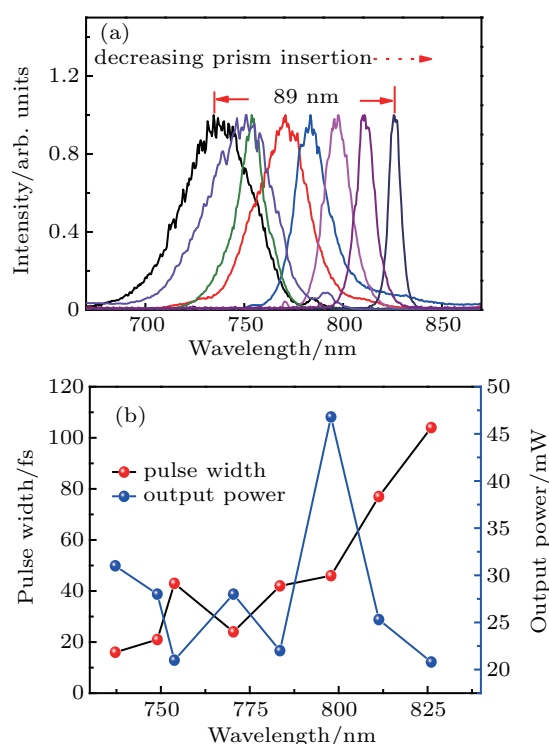 (a)
decreasing prism insertion
89 nm
1.2
0.8
0.4
0
Intensity/arb. units
700
750
800
850
Wavelength/nm
(b)
pulse width
output power
120
100
80
60
40
20
0
Pulse width/fs
50
45
40
35
30
25
20
Output power/mW
750
775
800
825
Wavelength/nm